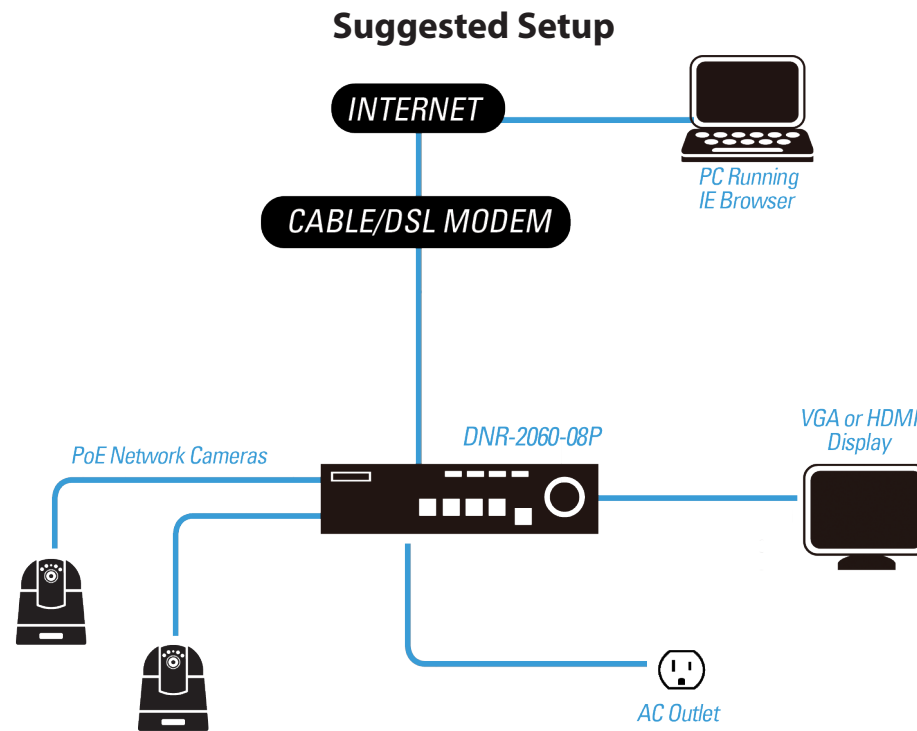 Suggested Setup
INTERNET
PC Running
IE Browser
CABLE/DSL MODEM
DNR-2060-08P
VGA or HDMI
Display
PoE Network Cameras
AC Outlet